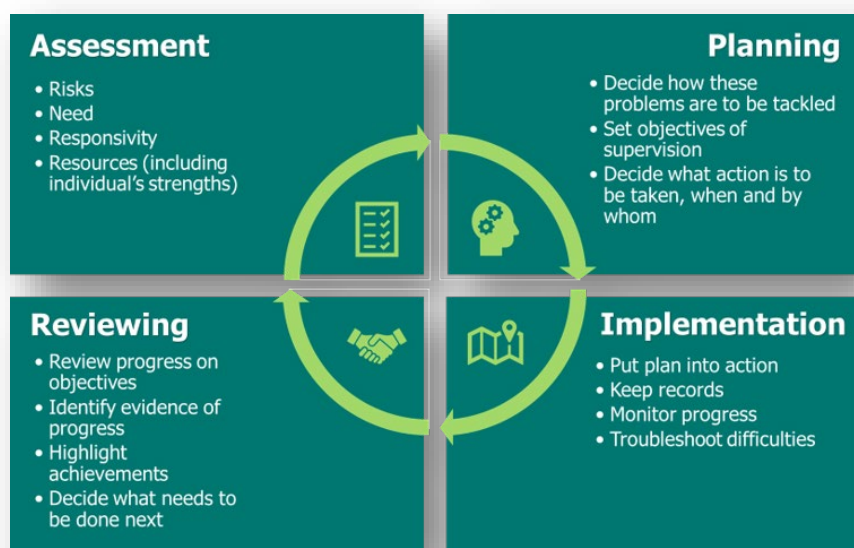 Assessment
• Risks
• Need
• Responsivity
• Resources (including
individual's strengths)
Planning
• Decide how these
problems are to be tackled
• Set objectives of
supervision
• Decide what action is to
be taken, when and by
whom
Reviewing
• Review progress on
objectives
• Identify evidence of
progress
• Highlight
achievements
• Decide what needs to
be done next
Implementation
• Put plan into action
• Keep records
• Monitor progress
• Troubleshoot difficulties